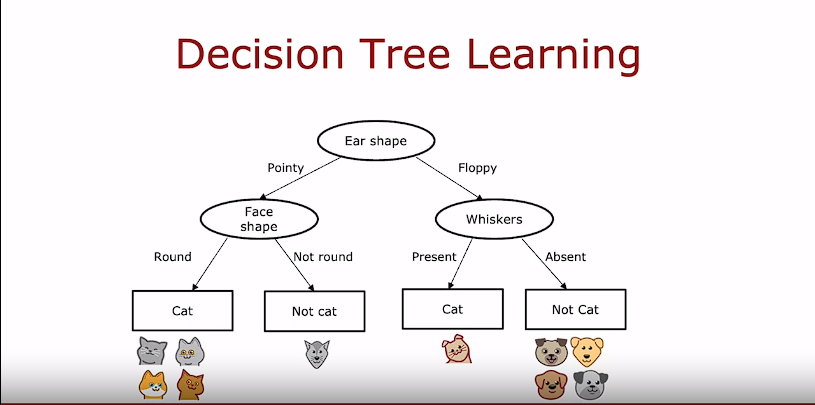 Decision Tree Learning
Ear shape
Pointy
Floppy
Face
shape
Whiskers
Round
Not round
Present
Absent
Cat
Not cat
Cat
Not Cat